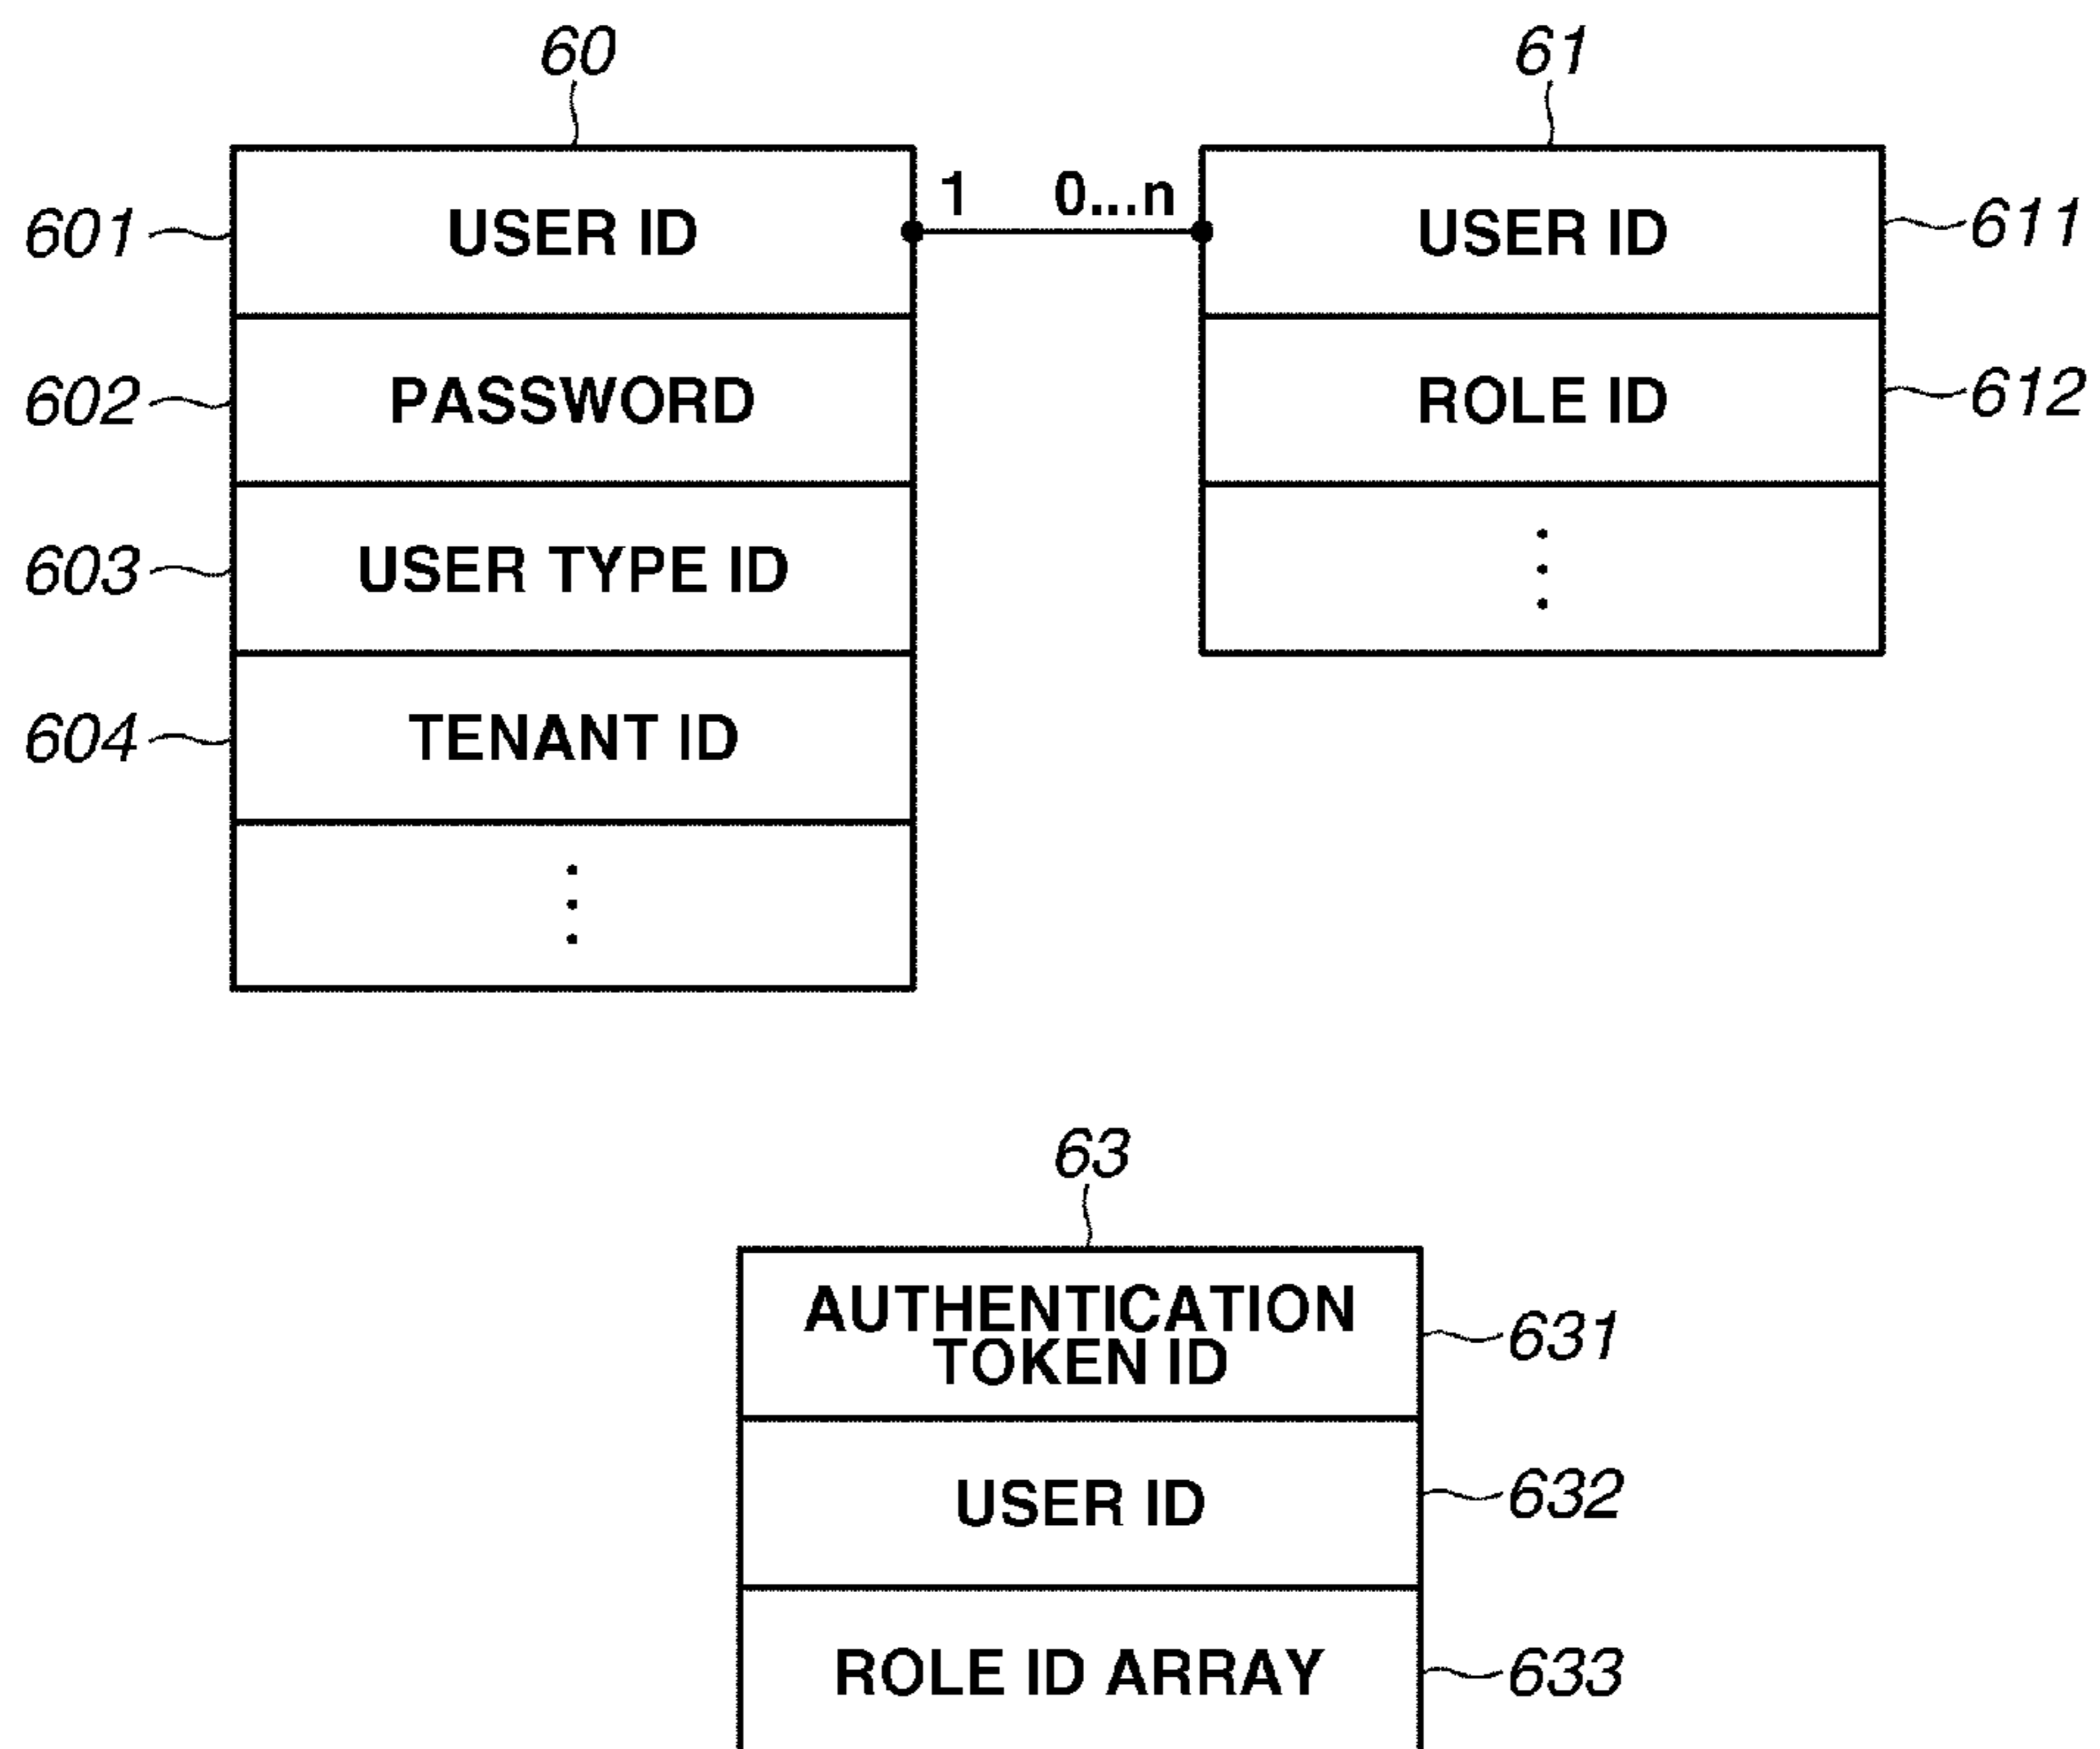 60
61
1 0...n
601 USER ID
USER ID 611
602 PASSWORD
ROLE ID 612
603 USER TYPE ID
604 TENANT ID
63
AUTHENTICATION
TOKEN ID
631
USER ID 632
ROLE ID ARRAY 633